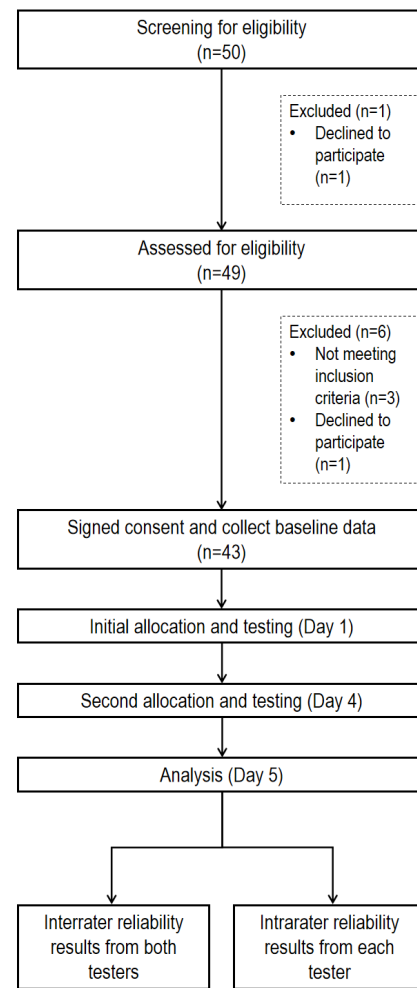 Screening for eligibility
(n=50)
Excluded (n=1)
• Declined to
participate
(n=1)
Assessed for eligibility
(n=49)
Excluded (n=6)
• Not meeting
inclusion
criteria (n=3)
• Declined to
participate
(n=1)
Signed consent and collect baseline data
(n=43)
Initial allocation and testing (Day 1)
Second allocation and testing (Day 4)
Analysis (Day 5)
Interrater reliability
results from both
testers
Intrarater reliability
results from each
tester